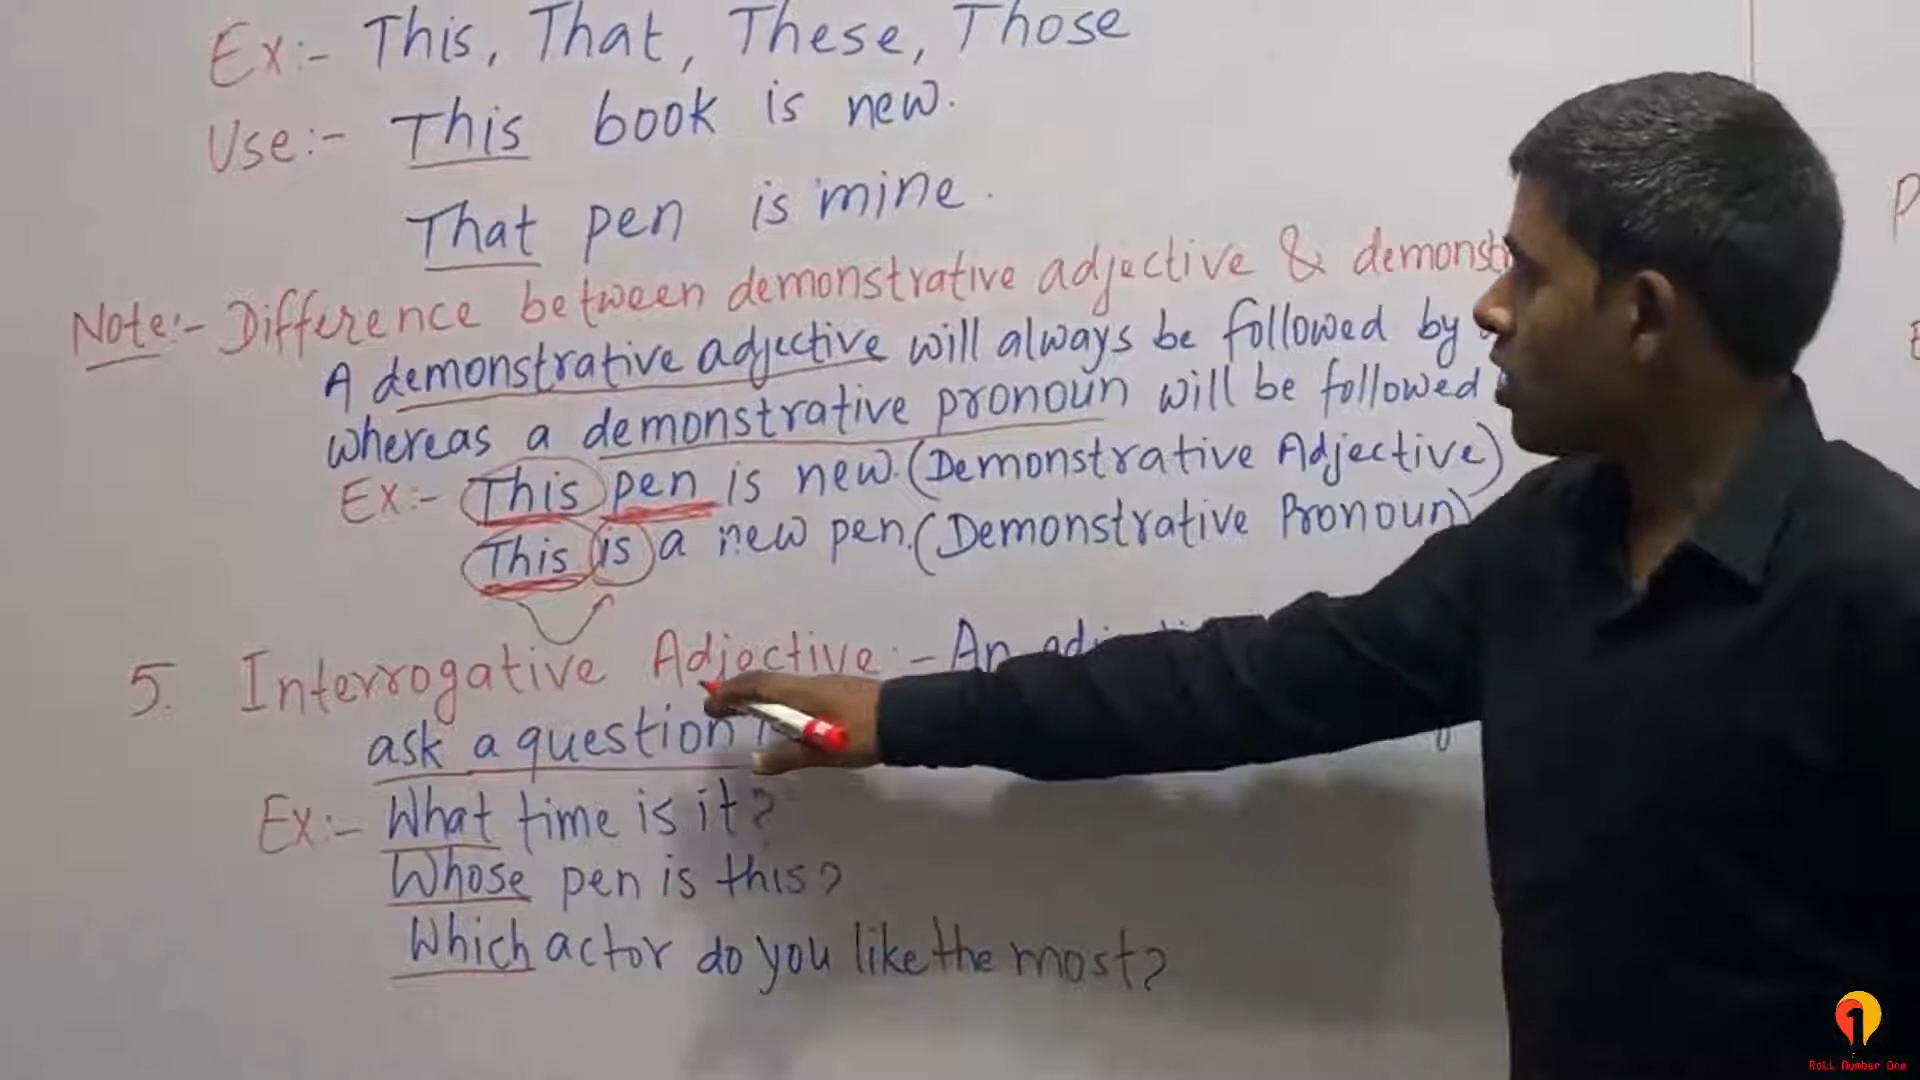 Ex:- This, That, These, Those
Use:- This book is new.
That pen is mine.
Note:- Difference between demonstrative adjective & demonst
A demonstrative adjective will always be followed by
whereas a demonstrative pronoun will be followed
Ex:- This pen is new. (Demonstrative Adjective)
This is a new pen. (Demonstrative Pronoun)
5. Interrogative Adjective:- An
ask a question
Ex:- What time is it?
Whose pen is this?
Which actor do you like the most?
1
Roll Number One